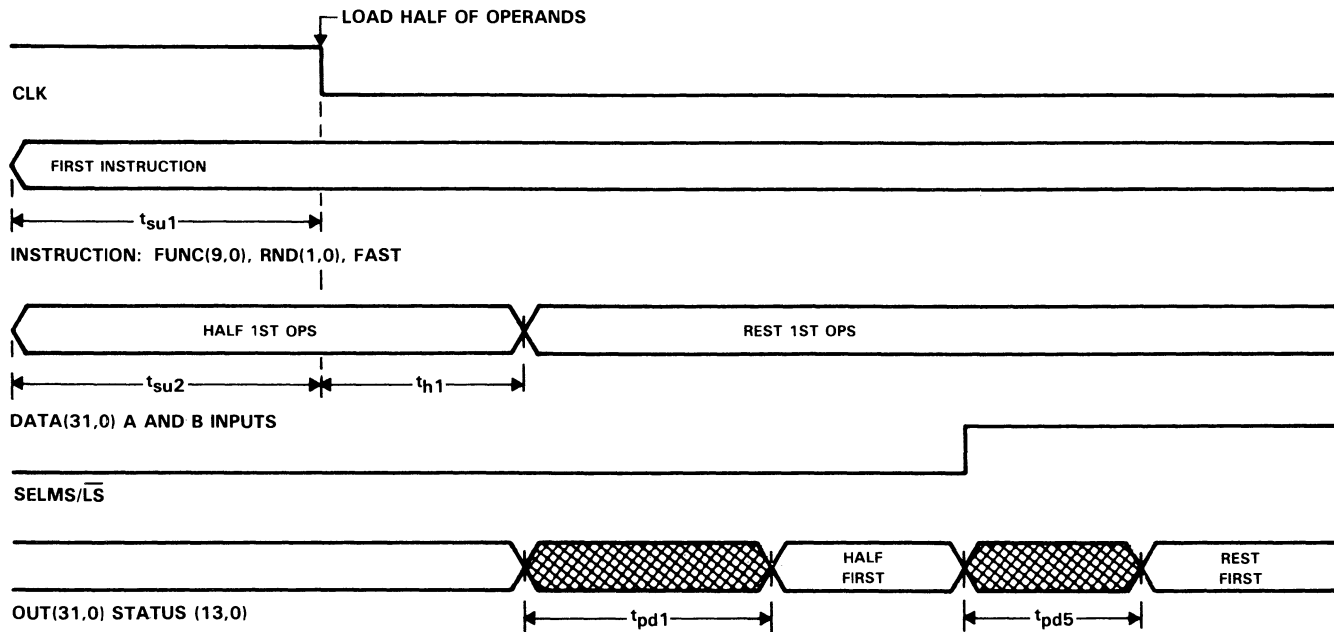 LOAD HALF OF OPERANDS
CLK
FIRST INSTRUCTION
tsu1
INSTRUCTION: FUNC(9,0), RND(1,0), FAST
HALF 1ST OPS
REST 1ST OPS
tsu2
th1
DATA(31,0) A AND B INPUTS
SELMS/L̅S̅
HALF
FIRST
REST
FIRST
OUT(31,0) STATUS (13,0)
tpd1
tpd5